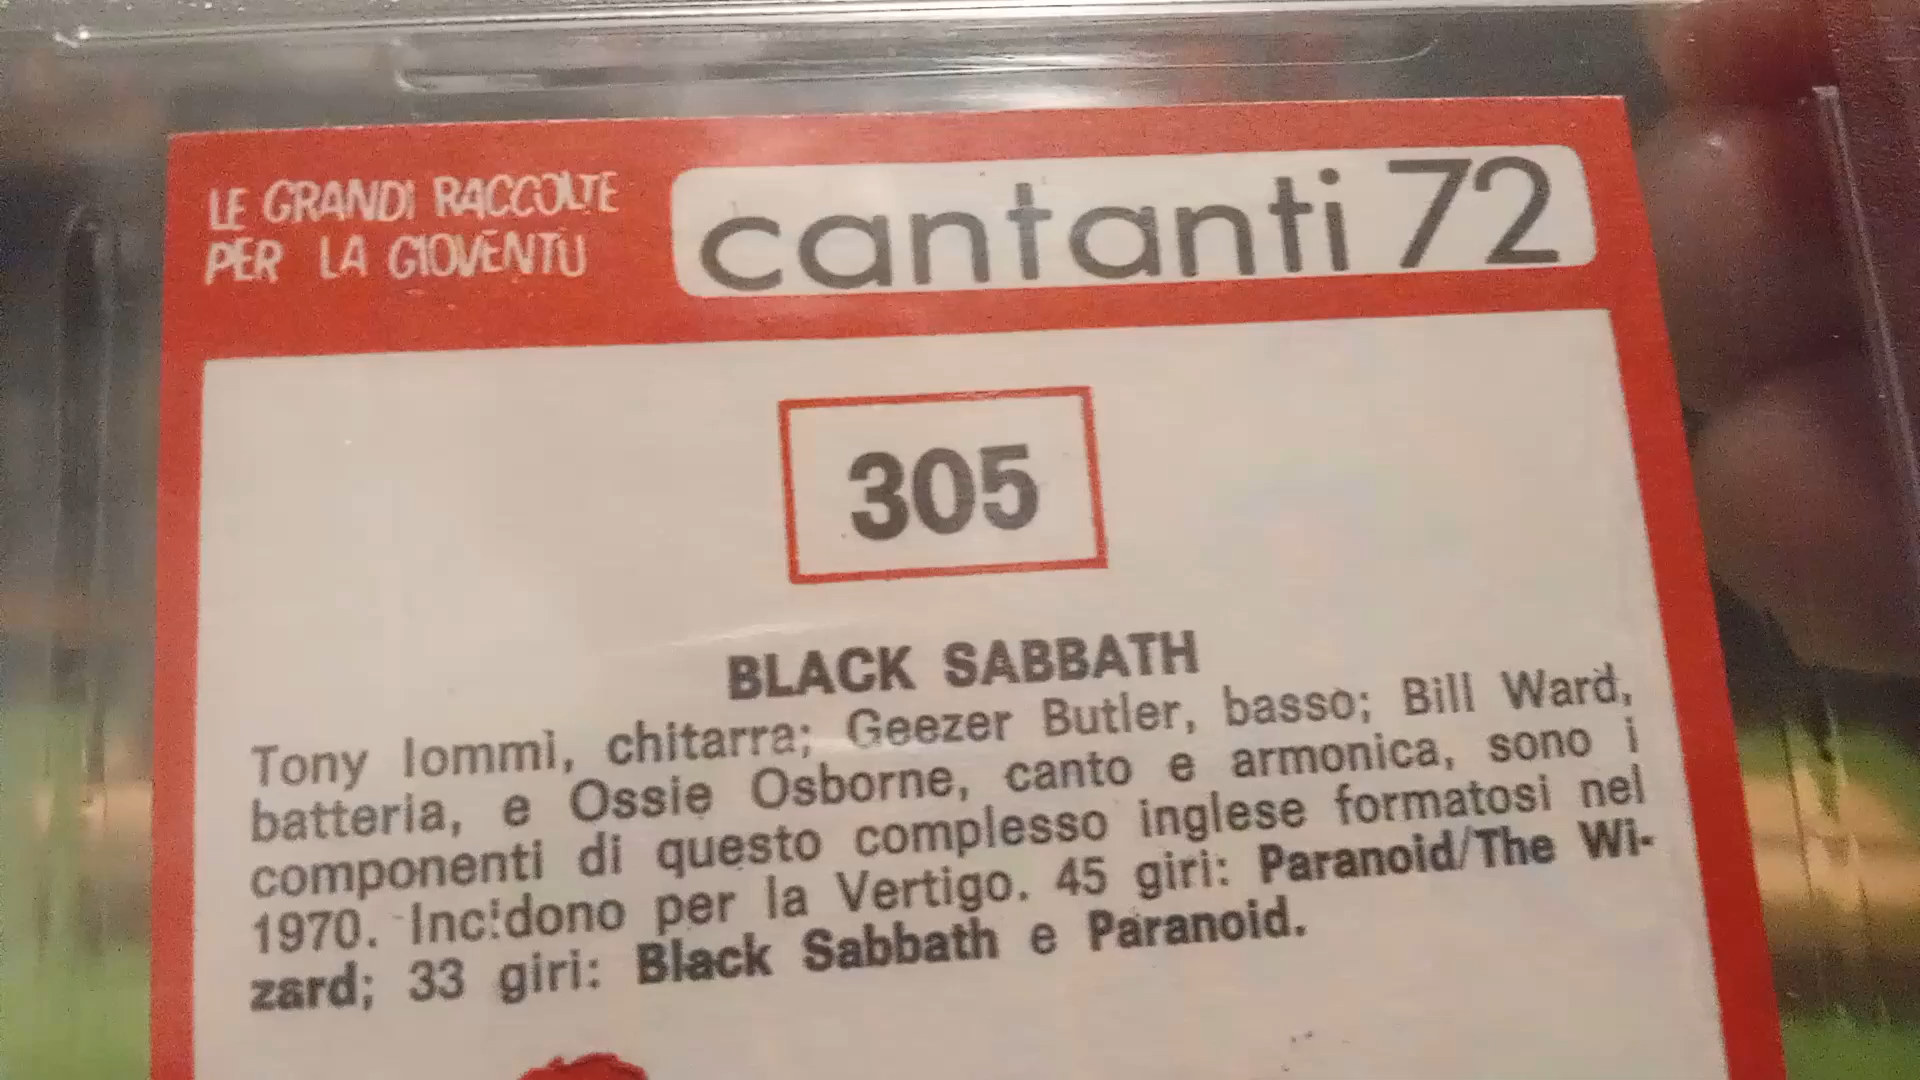 LE GRANDI RACCOLTE
PER LA GIOVENTÙ
cantanti 72
305
BLACK SABBATH
Tony Iommi, chitarra; Geezer Butler, basso; Bill Ward,
batteria, e Ossie Osborne, canto e armonica, sono i
componenti di questo complesso inglese formatosi nel
1970. Incidono per la Vertigo. 45 giri: Paranoid/The Wi-
zard; 33 giri: Black Sabbath e Paranoid.